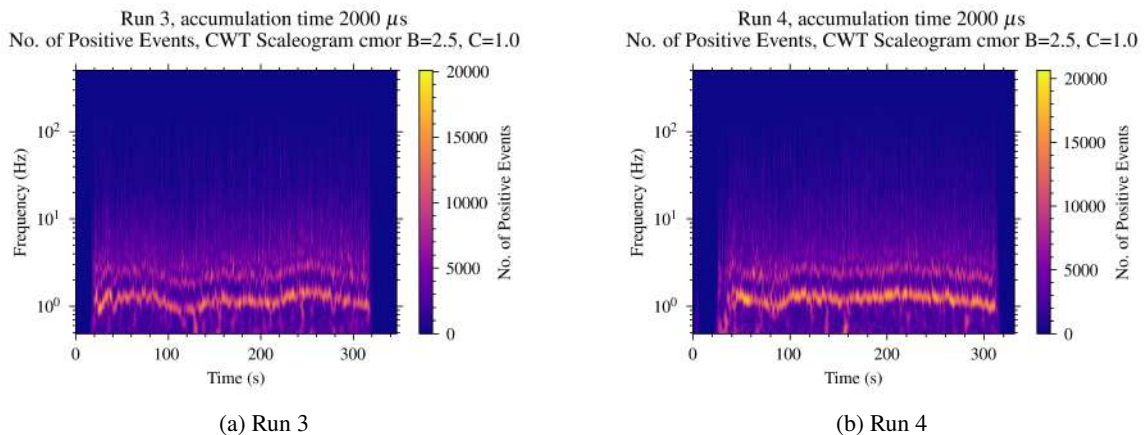 Run 3, accumulation time 2000 μs
No. of Positive Events, CWT Scaleogram cmor B=2.5, C=1.0
Frequency (Hz)
10²
10¹
10⁰
0
100
200
300
Time (s)
20000
15000
10000
5000
0
No. of Positive Events
(a) Run 3
Run 4, accumulation time 2000 μs
No. of Positive Events, CWT Scaleogram cmor B=2.5, C=1.0
Frequency (Hz)
10²
10¹
10⁰
0
100
200
300
Time (s)
20000
15000
10000
5000
0
No. of Positive Events
(b) Run 4